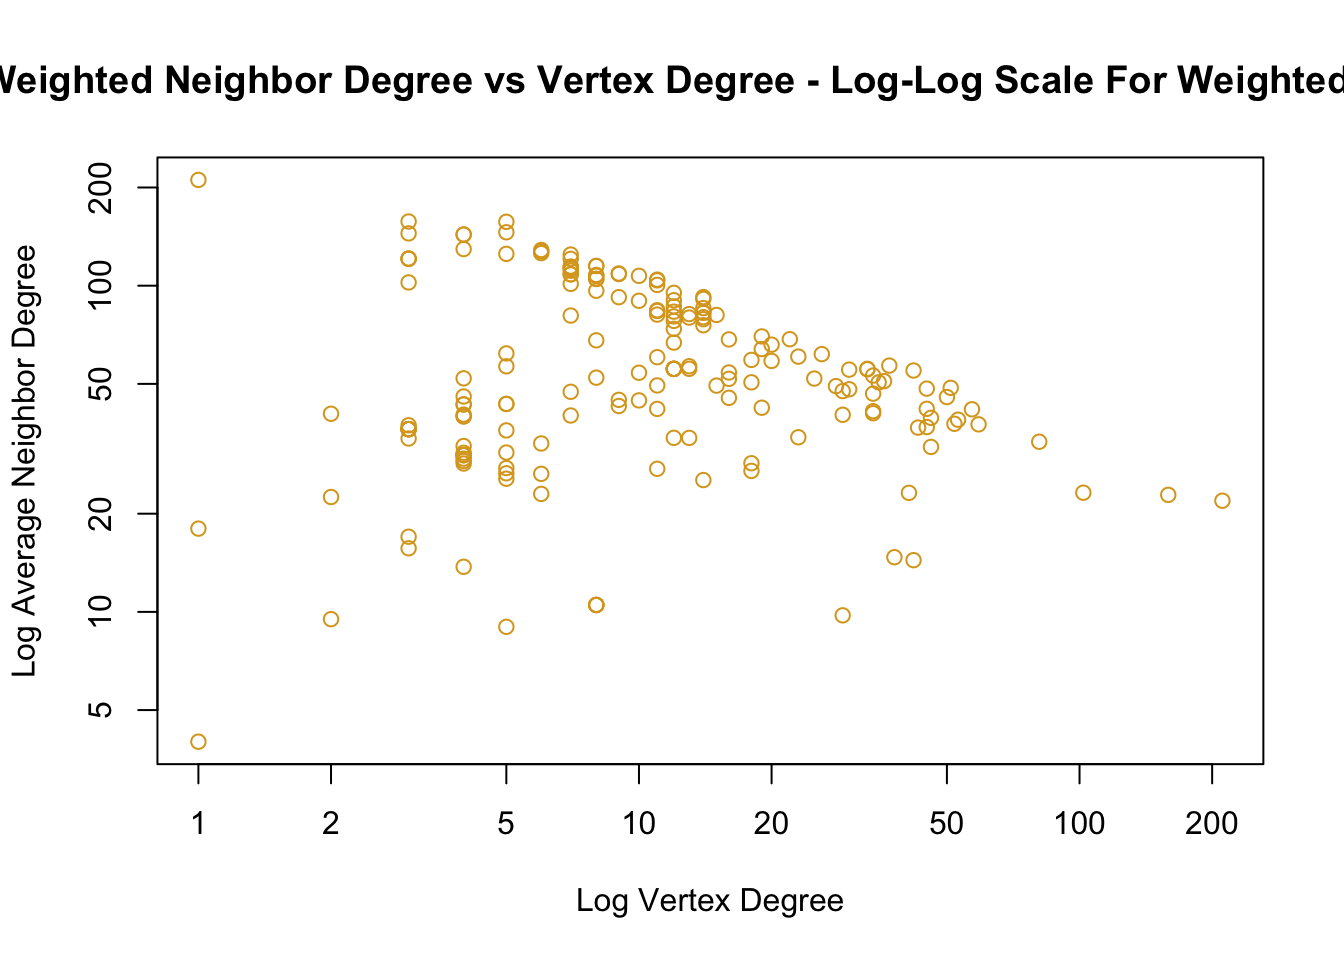 Weighted Neighbor Degree vs Vertex Degree - Log-Log Scale For Weighted
Log Average Neighbor Degree
200
100
50
20
10
5
1 2 5 10 20 50 100 200
Log Vertex Degree